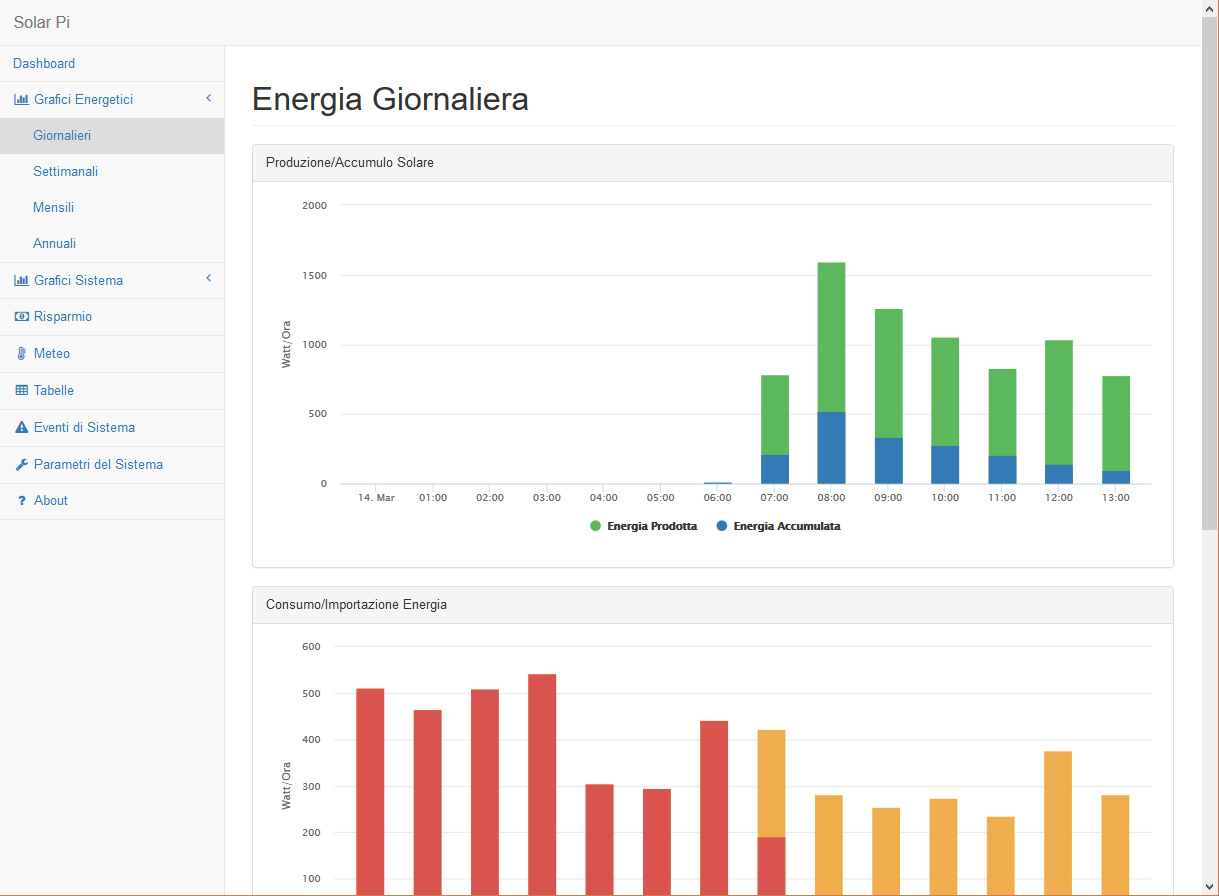 Solar Pi
Dashboard
Grafici Energetici
Giornalieri
Settimanali
Mensili
Annuali
Grafici Sistema
Risparmio
Meteo
Tabelle
Eventi di Sistema
Parametri del Sistema
? About
Energia Giornaliera
Produzione/Accumulo Solare
2000
1500
1000
500
0
Watt/Ora
14. Mar 01:00 02:00 03:00 04:00 05:00 06:00 07:00 08:00 09:00 10:00 11:00 12:00 13:00
Energia Prodotta Energia Accumulata
Consumo/Importazione Energia
600
500
400
300
200
100
Watt/Ora